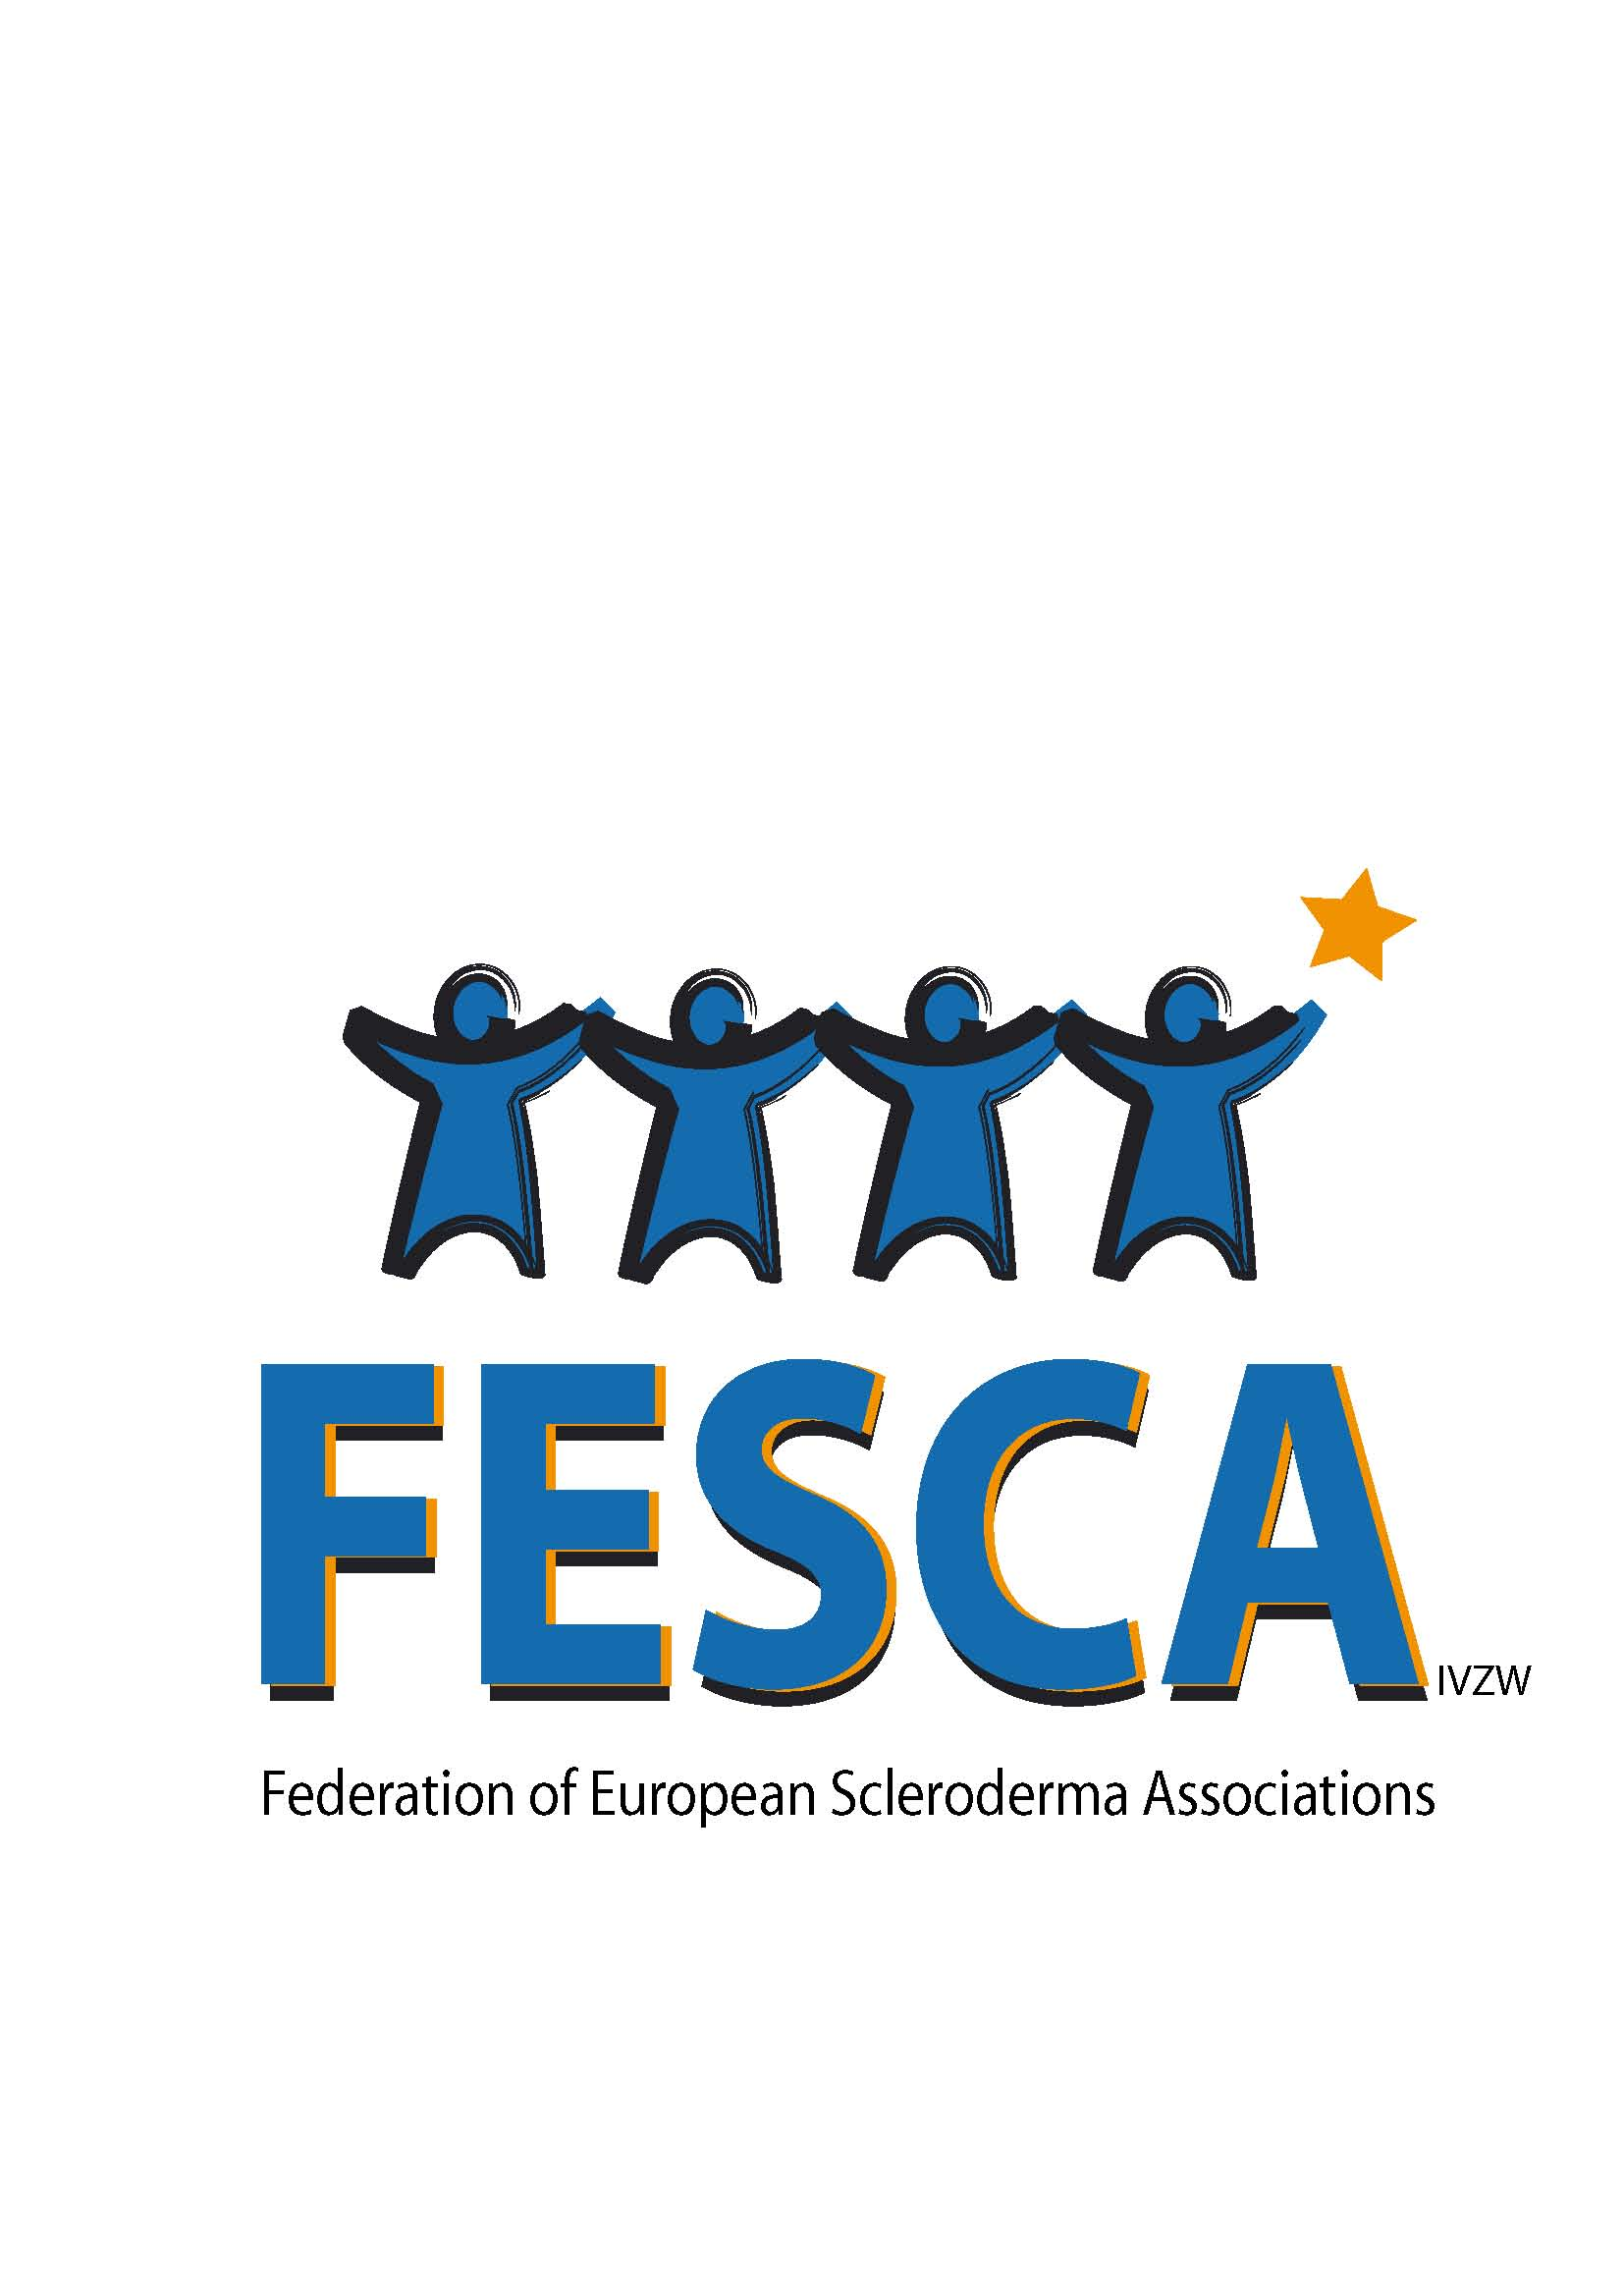 FESCA IVZW
Federation of European Scleroderma Associations